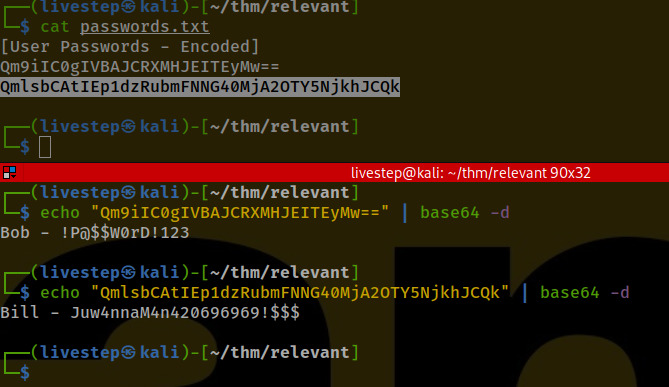 ┌──(livestep㉿kali)-[~/thm/relevant]
└─$ cat passwords.txt
[User Passwords - Encoded]
Qm9iIC0gIVBAJCRXMHJEITEyMw==
QmlsbCAtIEp1dzRubmFNNG40MjA2OTY5NjkhJCQk
┌──(livestep㉿kali)-[~/thm/relevant]
└─$
livestep@kali: ~/thm/relevant 90x32
┌──(livestep㉿kali)-[~/thm/relevant]
└─$ echo "Qm9iIC0gIVBAJCRXMHJEITEyMw==" | base64 -d
Bob - !P@$$W0rD!123
┌──(livestep㉿kali)-[~/thm/relevant]
└─$ echo "QmlsbCAtIEp1dzRubmFNNG40MjA2OTY5NjkhJCQk" | base64 -d
Bill - Juw4nnaM4n420696969!$$$
┌──(livestep㉿kali)-[~/thm/relevant]
└─$